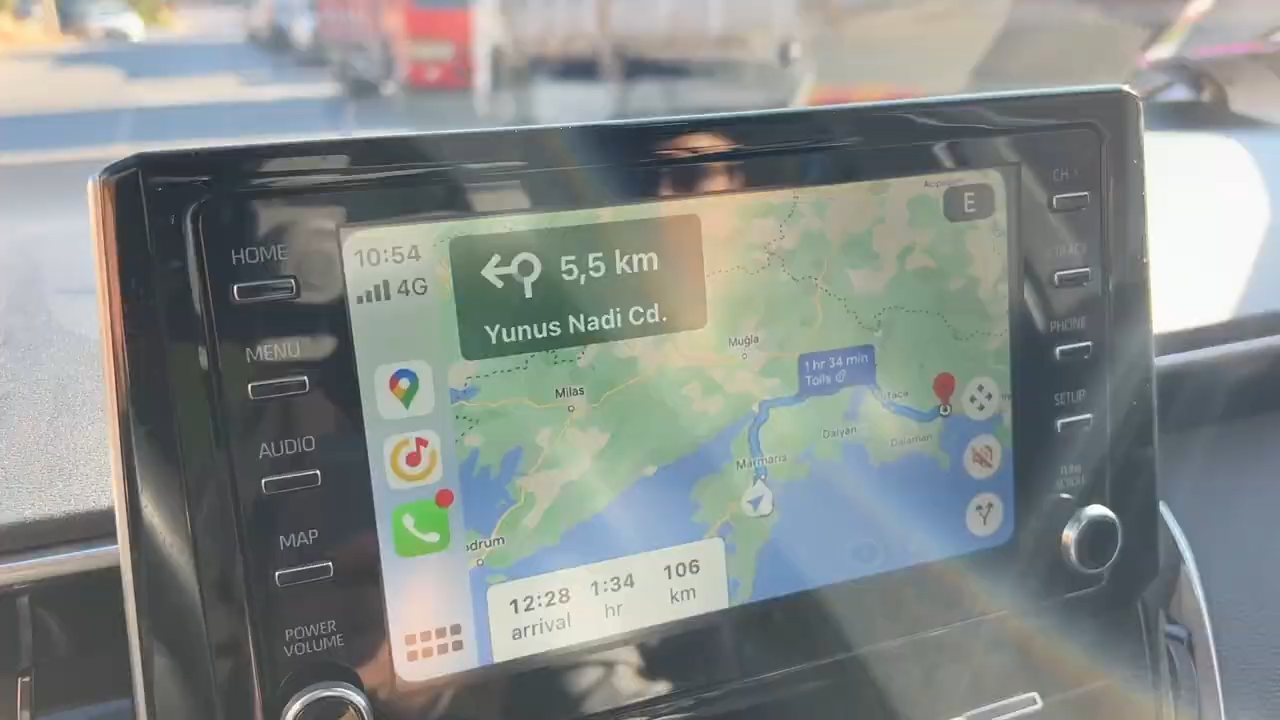 HOME
MENU
AUDIO
MAP
POWER
VOLUME
10:54
4G
5,5 km
Yunus Nadi Cd.
E
Muğla
Milas
1 hr 34 min
Tolls
Dalyan
Dalaman
Marmaris
odrum
12:28 1:34 106
arrival hr km
CH
PHONE
SETUP